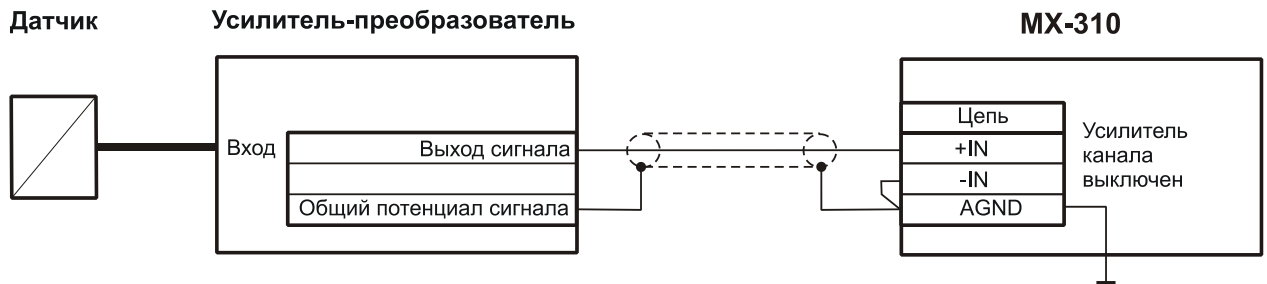 Датчик
Усилитель-преобразователь
MX-310
Вход
Выход сигнала
Общий потенциал сигнала
Цепь
+IN
-IN
AGND
Усилитель
канала
выключен